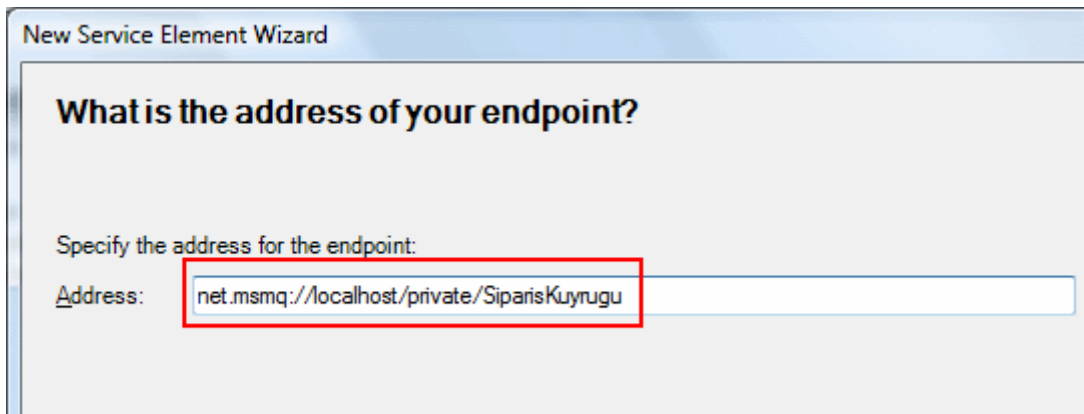 New Service Element Wizard
What is the address of your endpoint?
Specify the address for the endpoint:
Address: net.msmq://localhost/private/SiparisKuyrugu